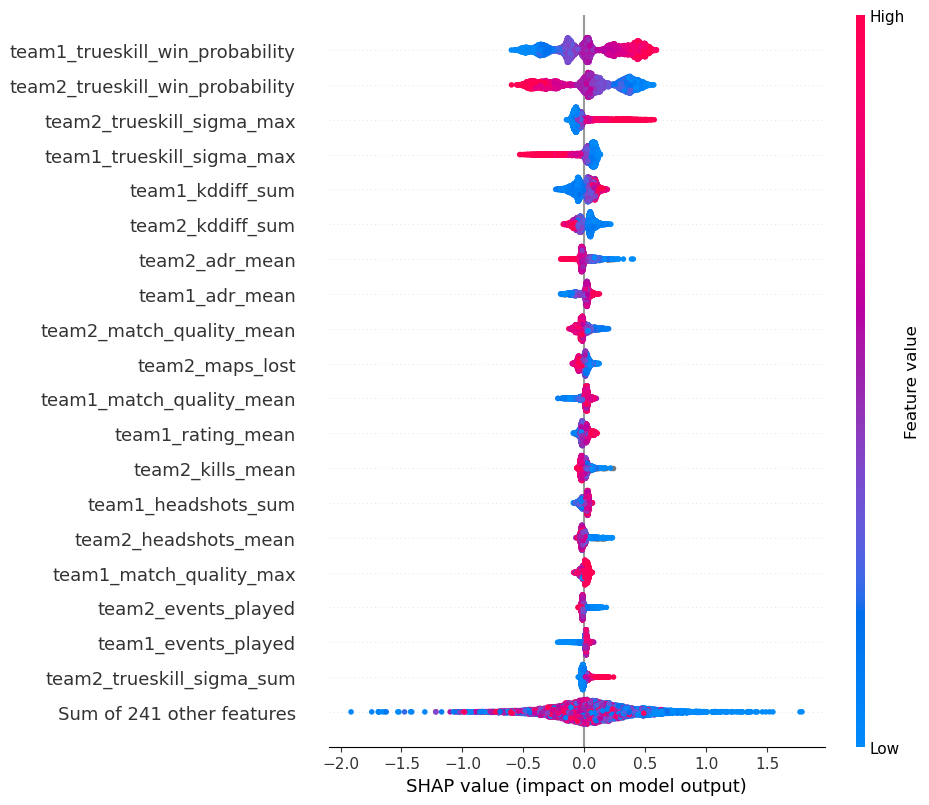 High
team1_trueskill_win_probability
team2_trueskill_win_probability
team2_trueskill_sigma_max
team1_trueskill_sigma_max
team1_kddiff_sum
team2_kddiff_sum
team2_adr_mean
team1_adr_mean
team2_match_quality_mean
team2_maps_lost
team1_match_quality_mean
team1_rating_mean
team2_kills_mean
team1_headshots_sum
team2_headshots_mean
team1_match_quality_max
team2_events_played
team1_events_played
team2_trueskill_sigma_sum
Sum of 241 other features
Feature value
Low
−2.0 −1.5 −1.0 −0.5 0.0 0.5 1.0 1.5
SHAP value (impact on model output)